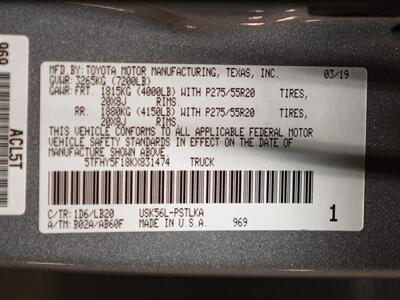 MFD. BY: TOYOTA MOTOR MANUFACTURING, TEXAS, INC. 03/19
GVWR: 3265KG (7200LB)
GAWR: FRT. 1815KG (4000LB) WITH P275/55R20 TIRES,
20X8J RIMS.
RR. 1880KG (4150LB) WITH P275/55R20 TIRES,
20X8J RIMS.
THIS VEHICLE CONFORMS TO ALL APPLICABLE FEDERAL MOTOR
VEHICLE SAFETY STANDARDS IN EFFECT ON THE DATE OF
MANUFACTURE SHOWN ABOVE.
5TFHY5F18KX831474 TRUCK
C/TR: 1D6/LB20 USK56L-PSTLKA
A/TM: B02A/AB60F MADE IN U.S.A. 969 1
969
ACL5T